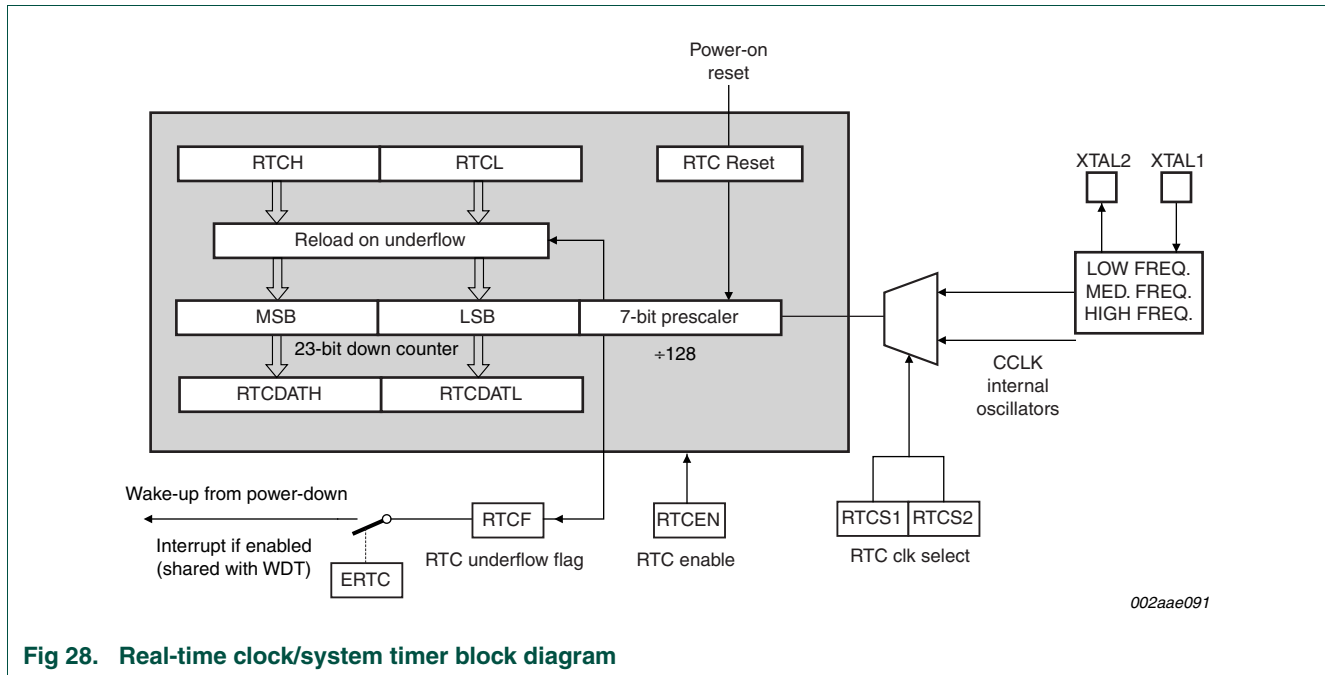 Power-on
reset
RTCH
RTCL
RTC Reset
XTAL2
XTAL1
Reload on underflow
LOW FREQ.
MED. FREQ.
HIGH FREQ.
MSB
LSB
7-bit prescaler
23-bit down counter
÷128
CCLK
internal
oscillators
RTCDATH
RTCDATL
Wake-up from power-down
RTCF
RTCEN
RTCS1
RTCS2
Interrupt if enabled
(shared with WDT)
RTC underflow flag
RTC enable
RTC clk select
ERTC
002aae091
Fig 28. Real-time clock/system timer block diagram